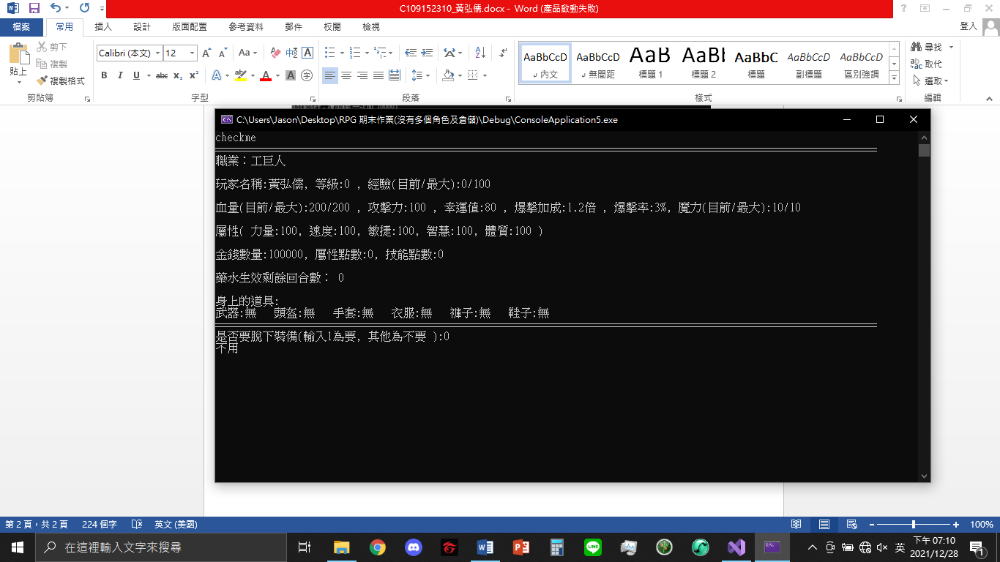 C109152310_黃弘儒.docx - Word (產品啟動失敗)
檔案 常用 插入 設計 版面配置 參考資料 郵件 校閱 檢視 登入
貼上 剪下 複製 複製格式
Calibri (本文) 12
AaBbCcD AaBbCcD AaB AaBl AaBbC AaBbCcD AaBbCcD
內文 無間距 標題 1 標題 2 標題 副標題 區別強調
尋找 取代 選取
剪貼簿 字型 段落 樣式 編輯
C:\Users\Jason\Desktop\RPG 期末作業(沒有多個角色及倉儲)\Debug\ConsoleApplication5.exe
checkme
職業：工巨人
玩家名稱:黃弘儒, 等級:0 , 經驗(目前/最大):0/100
血量(目前/最大):200/200 , 攻擊力:100 , 幸運值:80 , 爆擊加成:1.2倍 , 爆擊率:3%, 魔力(目前/最大):10/10
屬性( 力量:100, 速度:100, 敏捷:100, 智慧:100, 體質:100 )
金錢數量:100000, 屬性點數:0, 技能點數:0
藥水生效剩餘回合數： 0
身上的道具:
武器:無 頭盔:無 手套:無 衣服:無 褲子:無 鞋子:無
是否要脫下裝備(輸入1為要, 其他為不要 ):0
不用
第 2 頁，共 2 頁 224 個字 英文 (美國) 100%
在這裡輸入文字來搜尋
英 下午 07:10
2021/12/28
1